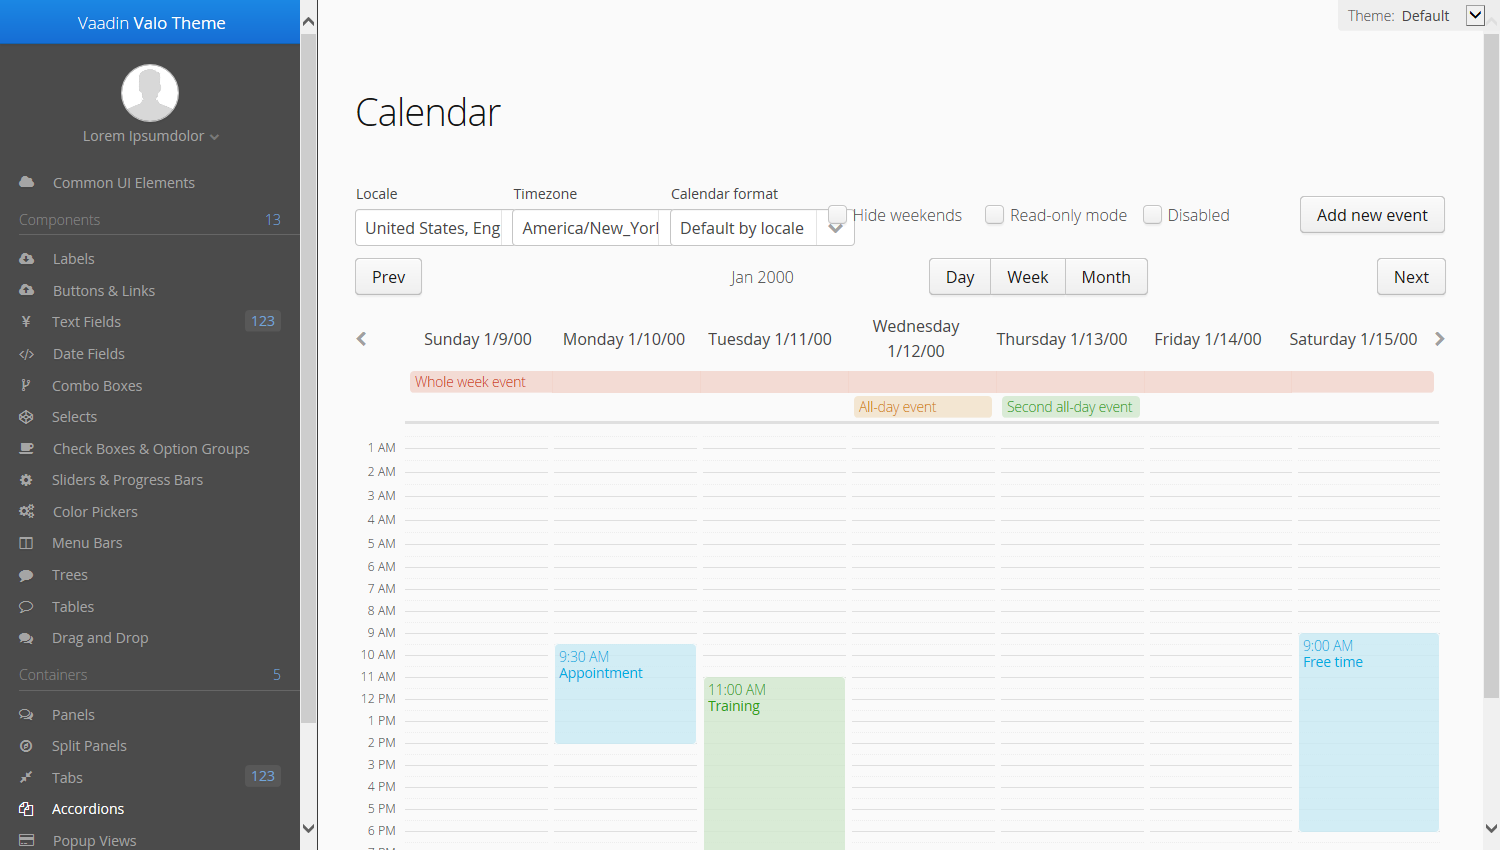 Vaadin Valo Theme
Lorem Ipsumdolor
Common UI Elements
Components 13
Labels
Buttons & Links
Text Fields 123
Date Fields
Combo Boxes
Selects
Check Boxes & Option Groups
Sliders & Progress Bars
Color Pickers
Menu Bars
Trees
Tables
Drag and Drop
Containers 5
Panels
Split Panels
Tabs 123
Accordions
Popup Views
Theme: Default
Calendar
Locale Timezone Calendar format
United States, Eng America/New_Yorl Default by locale Hide weekends Read-only mode Disabled Add new event
Prev Jan 2000 Day Week Month Next
Sunday 1/9/00 Monday 1/10/00 Tuesday 1/11/00 Wednesday 1/12/00 Thursday 1/13/00 Friday 1/14/00 Saturday 1/15/00
Whole week event
All-day event Second all-day event
1 AM
2 AM
3 AM
4 AM
5 AM
6 AM
7 AM
8 AM
9 AM
10 AM
11 AM
12 PM
1 PM
2 PM
3 PM
4 PM
5 PM
6 PM
9:30 AM
Appointment
11:00 AM
Training
9:00 AM
Free time